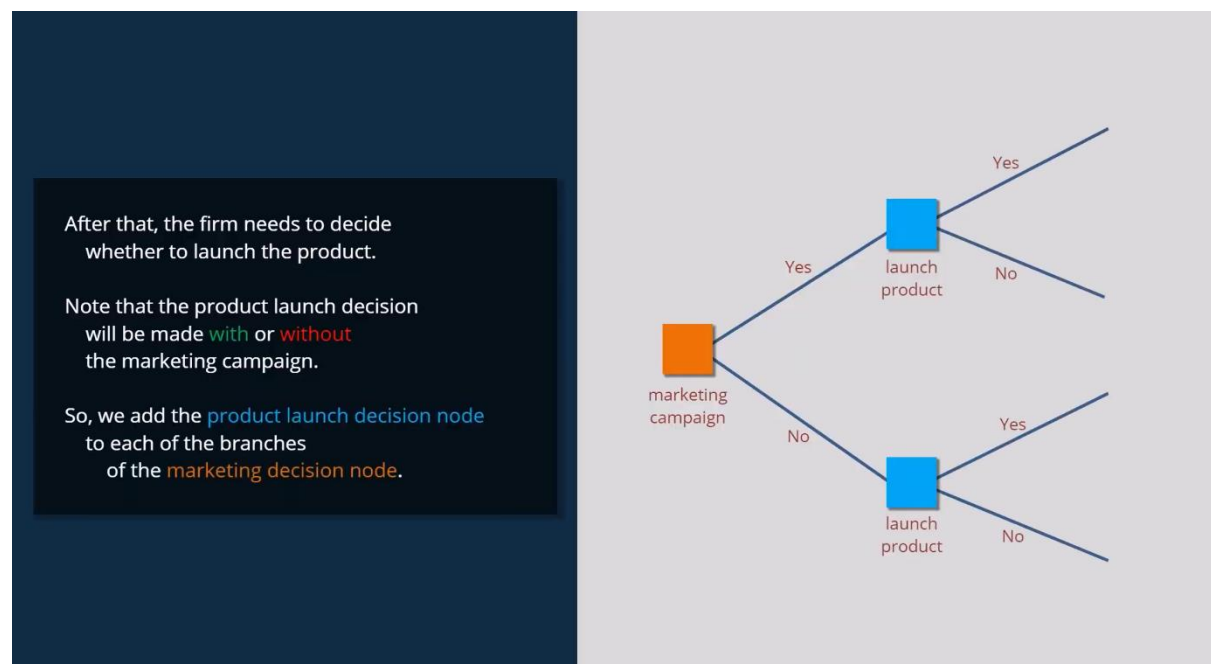 After that, the firm needs to decide
whether to launch the product.
Note that the product launch decision
will be made with or without
the marketing campaign.
So, we add the product launch decision node
to each of the branches
of the marketing decision node.
Yes
launch
product
No
Yes
marketing
campaign
No
Yes
launch
product
No